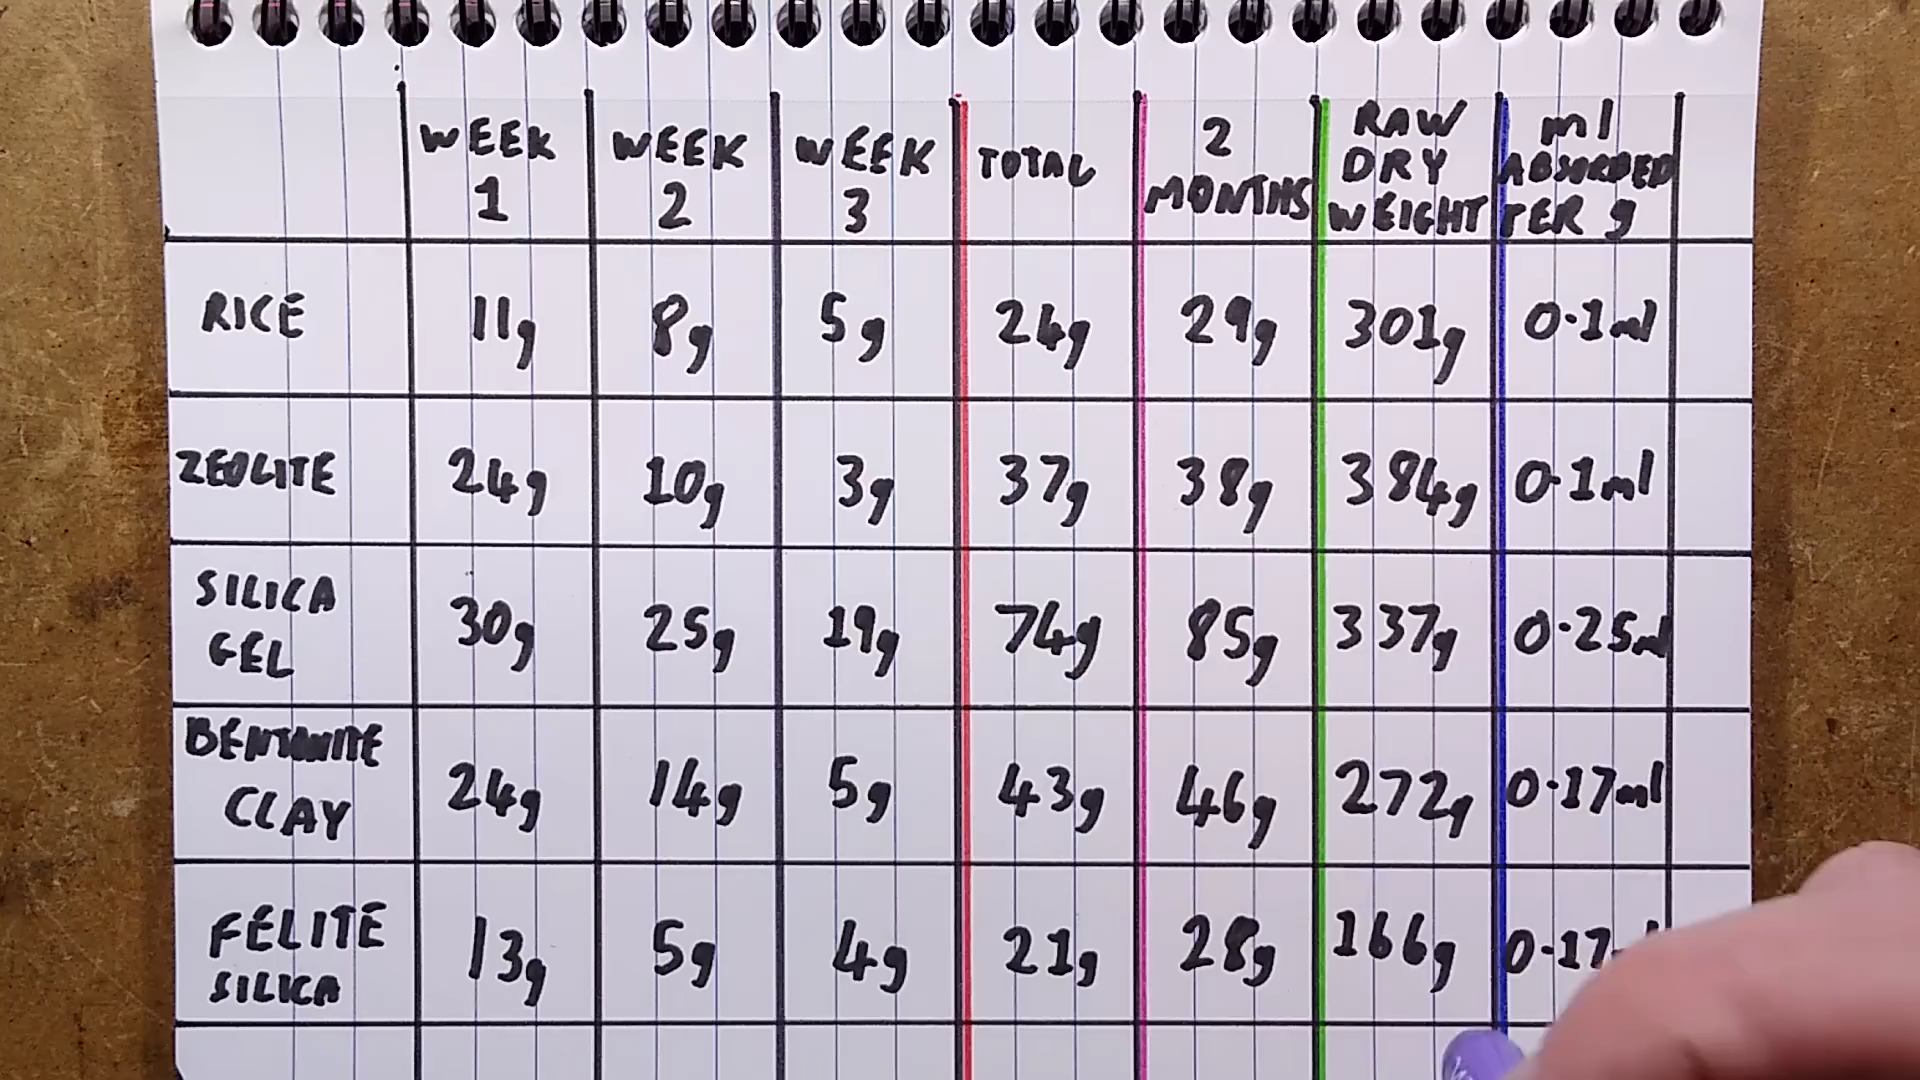 WEEK 1 WEEK 2 WEEK 3 TOTAL 2 MONTHS RAW DRY WEIGHT ml ABSORBED PER g
RICE 11g 8g 5g 24g 29g 301g 0.1ml
ZEOLITE 24g 10g 3g 37g 38g 384g 0.1ml
SILICA GEL 30g 25g 19g 74g 85g 337g 0.25ml
BENTONITE CLAY 24g 14g 5g 43g 46g 272g 0.17ml
FELITE SILICA 13g 5g 4g 21g 28g 166g 0.17